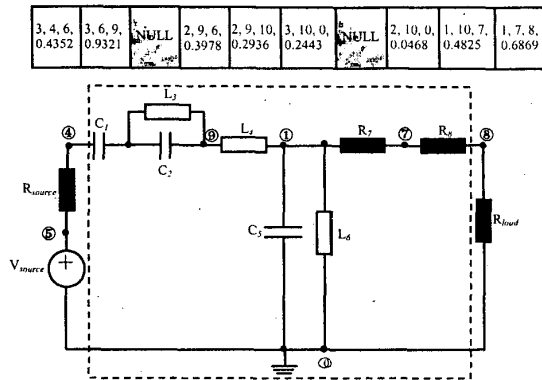 3, 4, 6, 0.4352
3, 6, 9, 0.9321
NULL
2, 9, 6, 0.3978
2, 9, 10, 0.2936
3, 10, 0, 0.2443
NULL
2, 10, 0, 0.0468
1, 10, 7, 0.4825
1, 7, 8, 0.6869
L3
④ C1 ⑨ L4 ① R7 ⑦ R8 ⑧
C2
Rsource
⑤
C5 L6 Rload
Vsource +
⓪